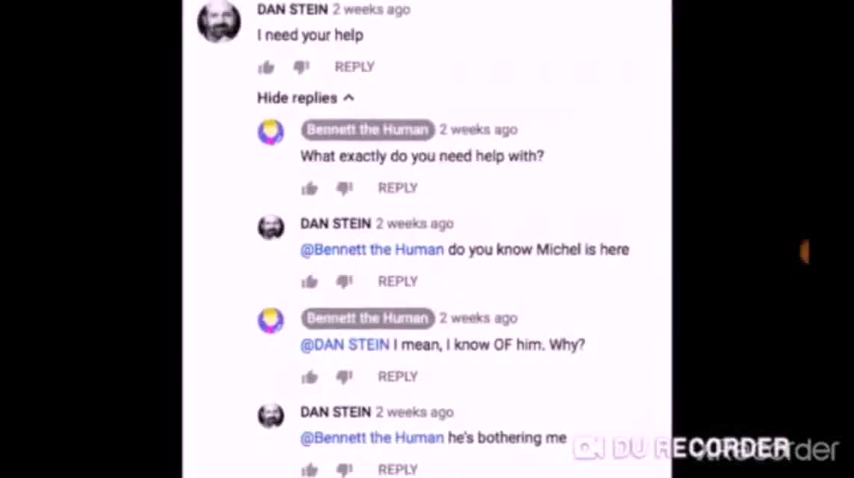 DAN STEIN 2 weeks ago
I need your help
REPLY
Hide replies
Bennett the Human 2 weeks ago
What exactly do you need help with?
REPLY
DAN STEIN 2 weeks ago
@Bennett the Human do you know Michel is here
REPLY
Bennett the Human 2 weeks ago
@DAN STEIN I mean, I know OF him. Why?
REPLY
DAN STEIN 2 weeks ago
@Bennett the Human he's bothering me
DU RECORDER
REPLY